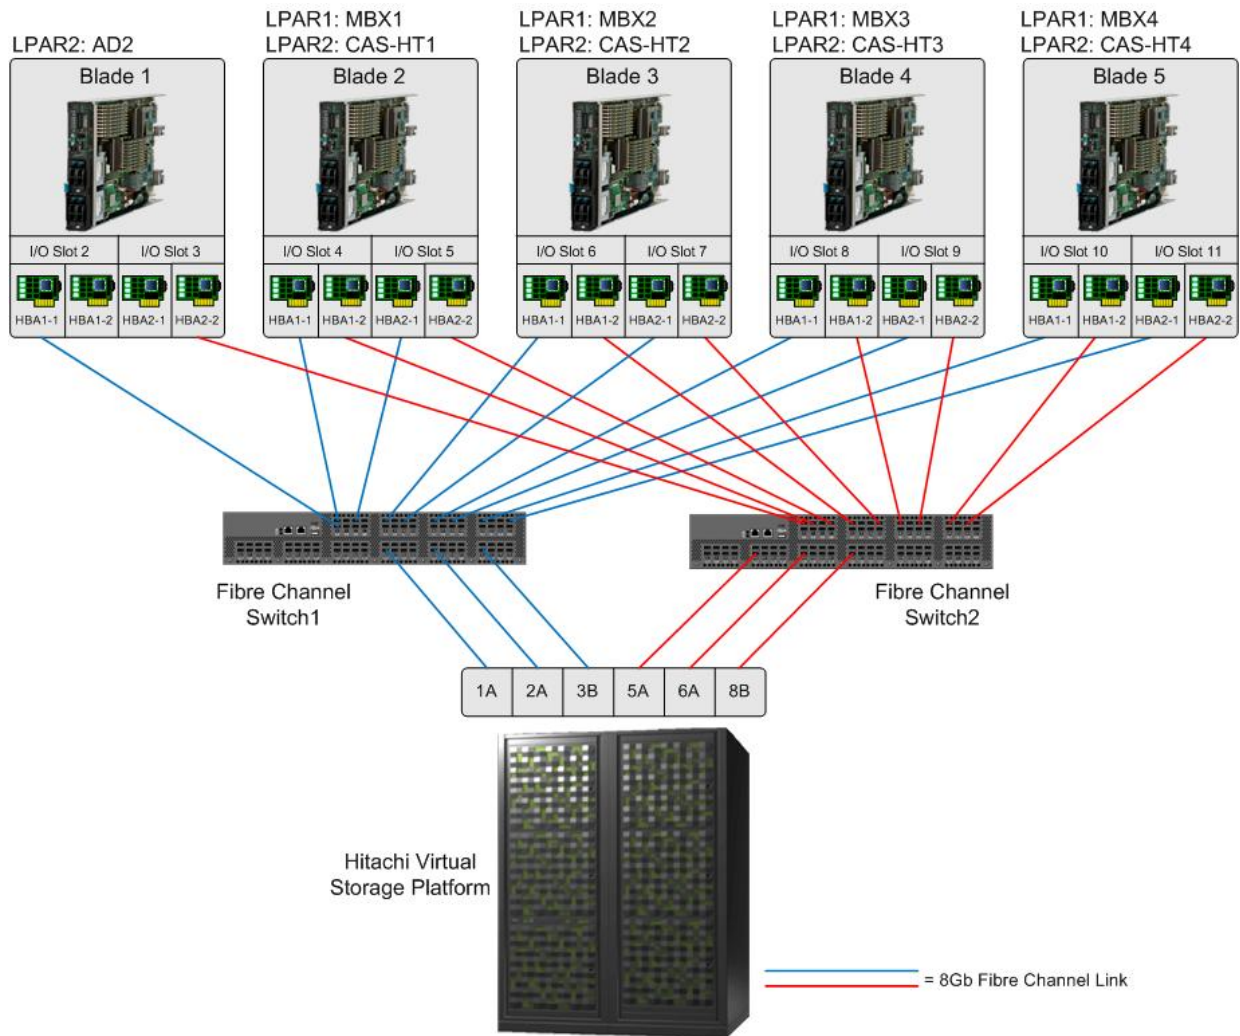 LPAR2: AD2
LPAR1: MBX1
LPAR2: CAS-HT1
LPAR1: MBX2
LPAR2: CAS-HT2
LPAR1: MBX3
LPAR2: CAS-HT3
LPAR1: MBX4
LPAR2: CAS-HT4
Blade 1
Blade 2
Blade 3
Blade 4
Blade 5
I/O Slot 2
I/O Slot 3
I/O Slot 4
I/O Slot 5
I/O Slot 6
I/O Slot 7
I/O Slot 8
I/O Slot 9
I/O Slot 10
I/O Slot 11
HBA1-1
HBA1-2
HBA2-1
HBA2-2
HBA1-1
HBA1-2
HBA2-1
HBA2-2
HBA1-1
HBA1-2
HBA2-1
HBA2-2
HBA1-1
HBA1-2
HBA2-1
HBA2-2
HBA1-1
HBA1-2
HBA2-1
HBA2-2
Fibre Channel
Switch1
Fibre Channel
Switch2
1A
2A
3B
5A
6A
8B
Hitachi Virtual
Storage Platform
= 8Gb Fibre Channel Link